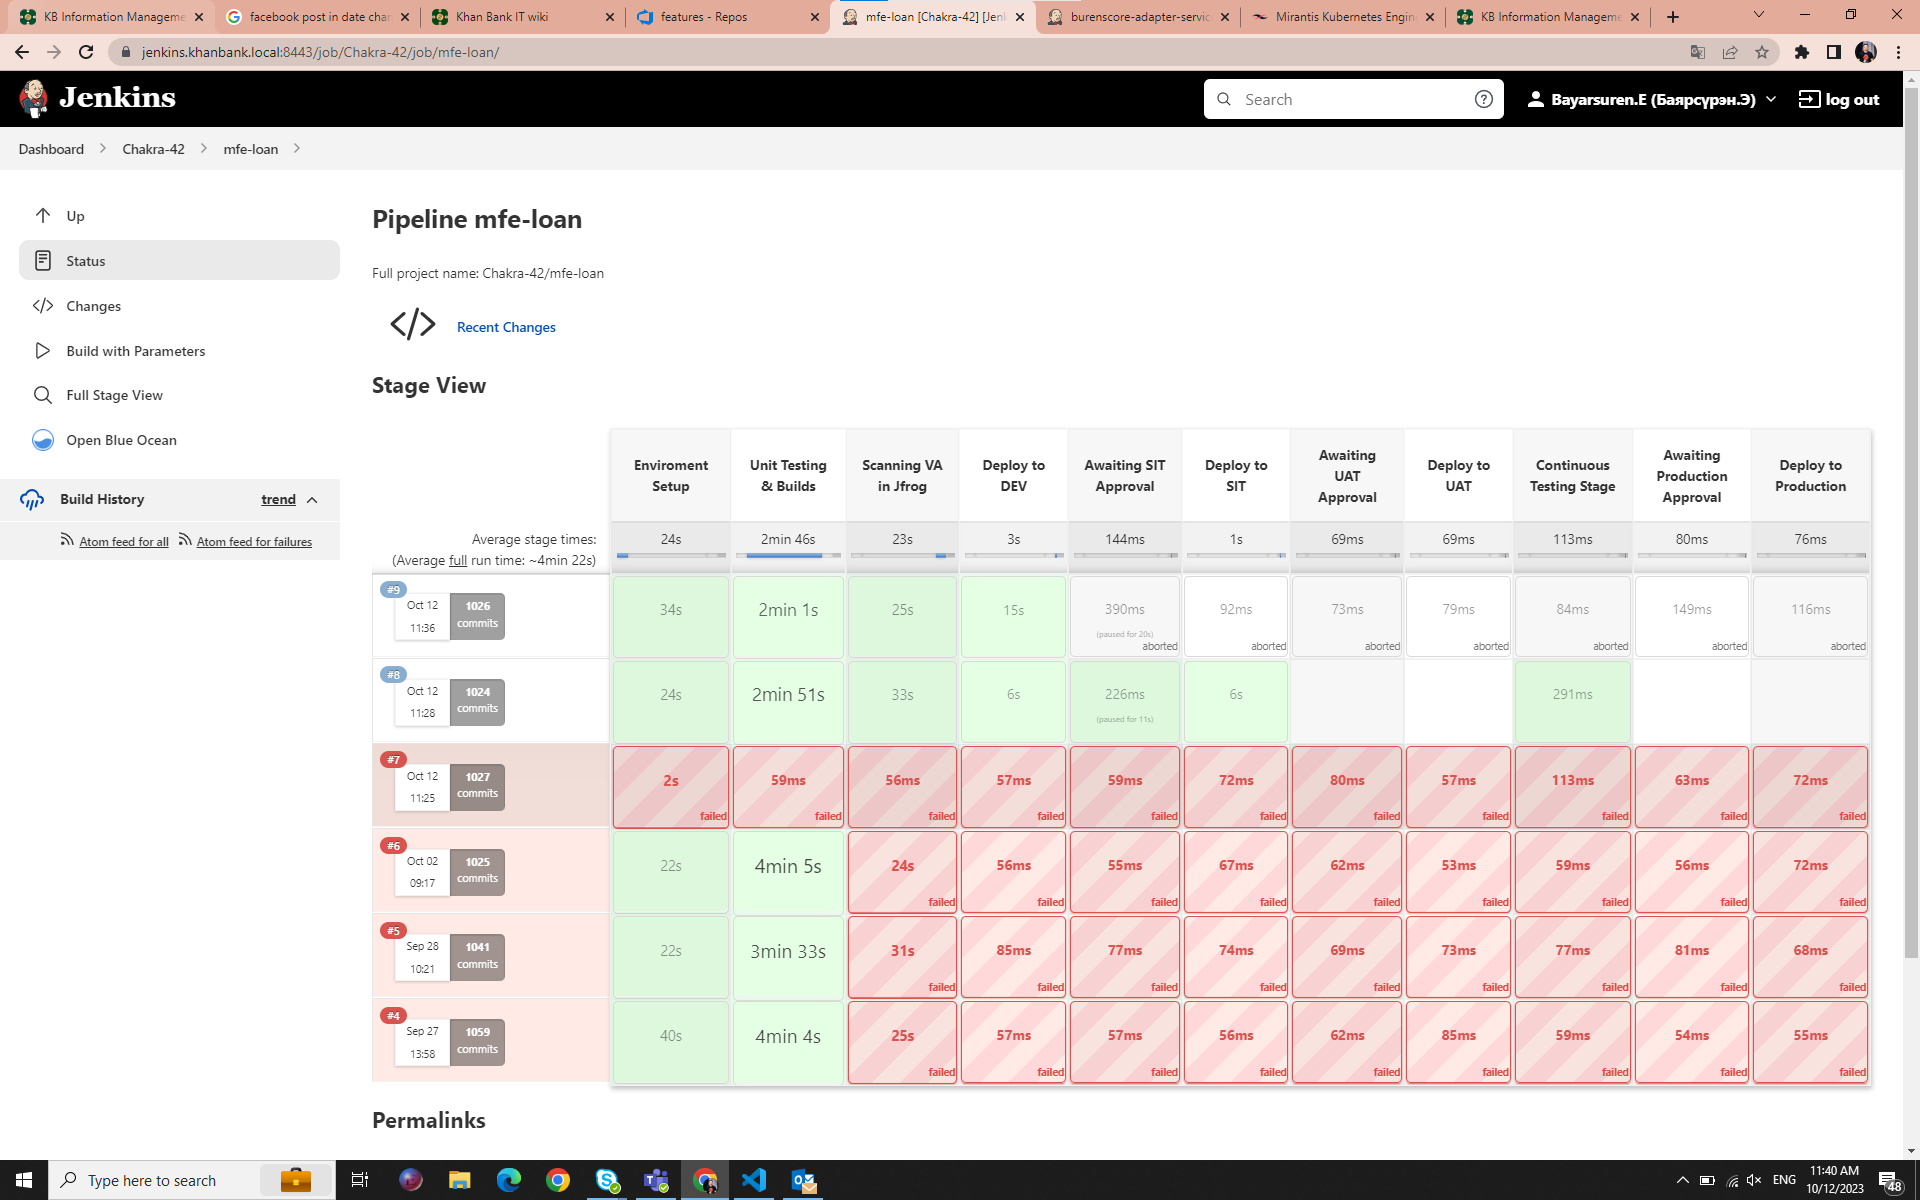 KB Information Manageme
facebook post in date char
Khan Bank IT wiki
features - Repos
mfe-loan [Chakra-42] [Jen
burenscore-adapter-servic
Mirantis Kubernetes Engin
KB Information Manageme
jenkins.khanbank.local:8443/job/Chakra-42/job/mfe-loan/
Jenkins
Search
Bayarsuren.E (Баярсүрэн.Э)
log out
Dashboard
Chakra-42
mfe-loan
Up
Status
Changes
Build with Parameters
Full Stage View
Open Blue Ocean
Build History
trend
Atom feed for all
Atom feed for failures
Pipeline mfe-loan
Full project name: Chakra-42/mfe-loan
Recent Changes
Stage View
Enviroment Setup
Unit Testing & Builds
Scanning VA in Jfrog
Deploy to DEV
Awaiting SIT Approval
Deploy to SIT
Awaiting UAT Approval
Deploy to UAT
Continuous Testing Stage
Awaiting Production Approval
Deploy to Production
Average stage times:
(Average full run time: ~4min 22s)
24s 2min 46s 23s 3s 144ms 1s 69ms 69ms 113ms 80ms 76ms
#9
Oct 12 11:36
1026 commits
34s 2min 1s 25s 15s 390ms 92ms 73ms 79ms 84ms 149ms 116ms
(paused for 20s)
aborted aborted aborted aborted aborted aborted aborted
#8
Oct 12 11:28
1024 commits
24s 2min 51s 33s 6s 226ms 6s 291ms
(paused for 11s)
#7
Oct 12 11:25
1027 commits
2s 59ms 56ms 57ms 59ms 72ms 80ms 57ms 113ms 63ms 72ms
failed failed failed failed failed failed failed failed failed failed failed
#6
Oct 02 09:17
1025 commits
22s 4min 5s 24s 56ms 55ms 67ms 62ms 53ms 59ms 56ms 72ms
failed failed failed failed failed failed failed failed failed
#5
Sep 28 10:21
1041 commits
22s 3min 33s 31s 85ms 77ms 74ms 69ms 73ms 77ms 81ms 68ms
failed failed failed failed failed failed failed failed failed
#4
Sep 27 13:58
1059 commits
40s 4min 4s 25s 57ms 57ms 56ms 62ms 85ms 59ms 54ms 55ms
failed failed failed failed failed failed failed failed failed
Permalinks
Type here to search
ENG
11:40 AM
10/12/2023
48